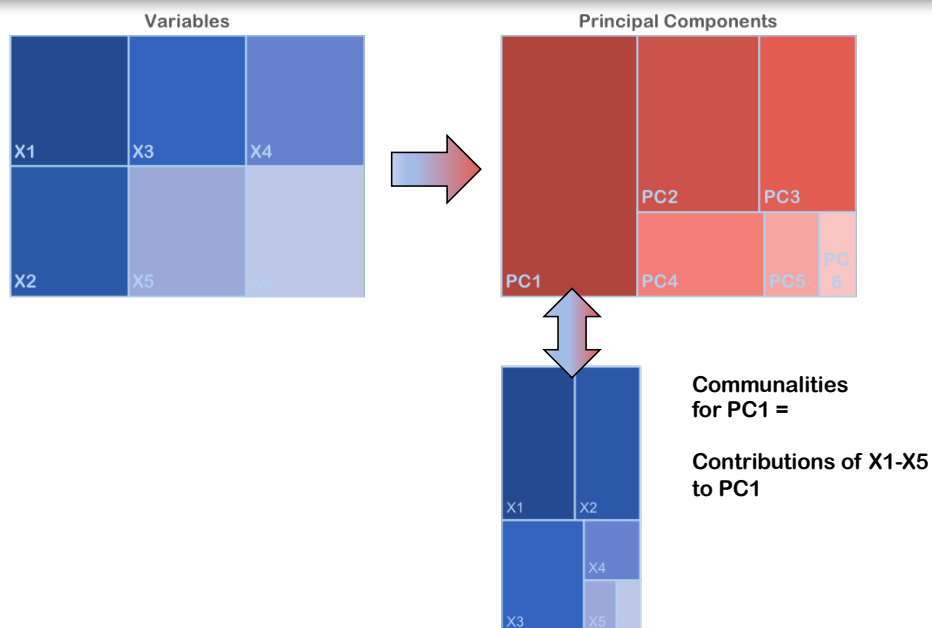 Variables
X1
X3
X4
X2
X5
X6
Principal Components
PC1
PC2
PC3
PC4
PC5
PC
6
X1
X2
X3
X4
X5
Communalities
for PC1 =
Contributions of X1-X5
to PC1